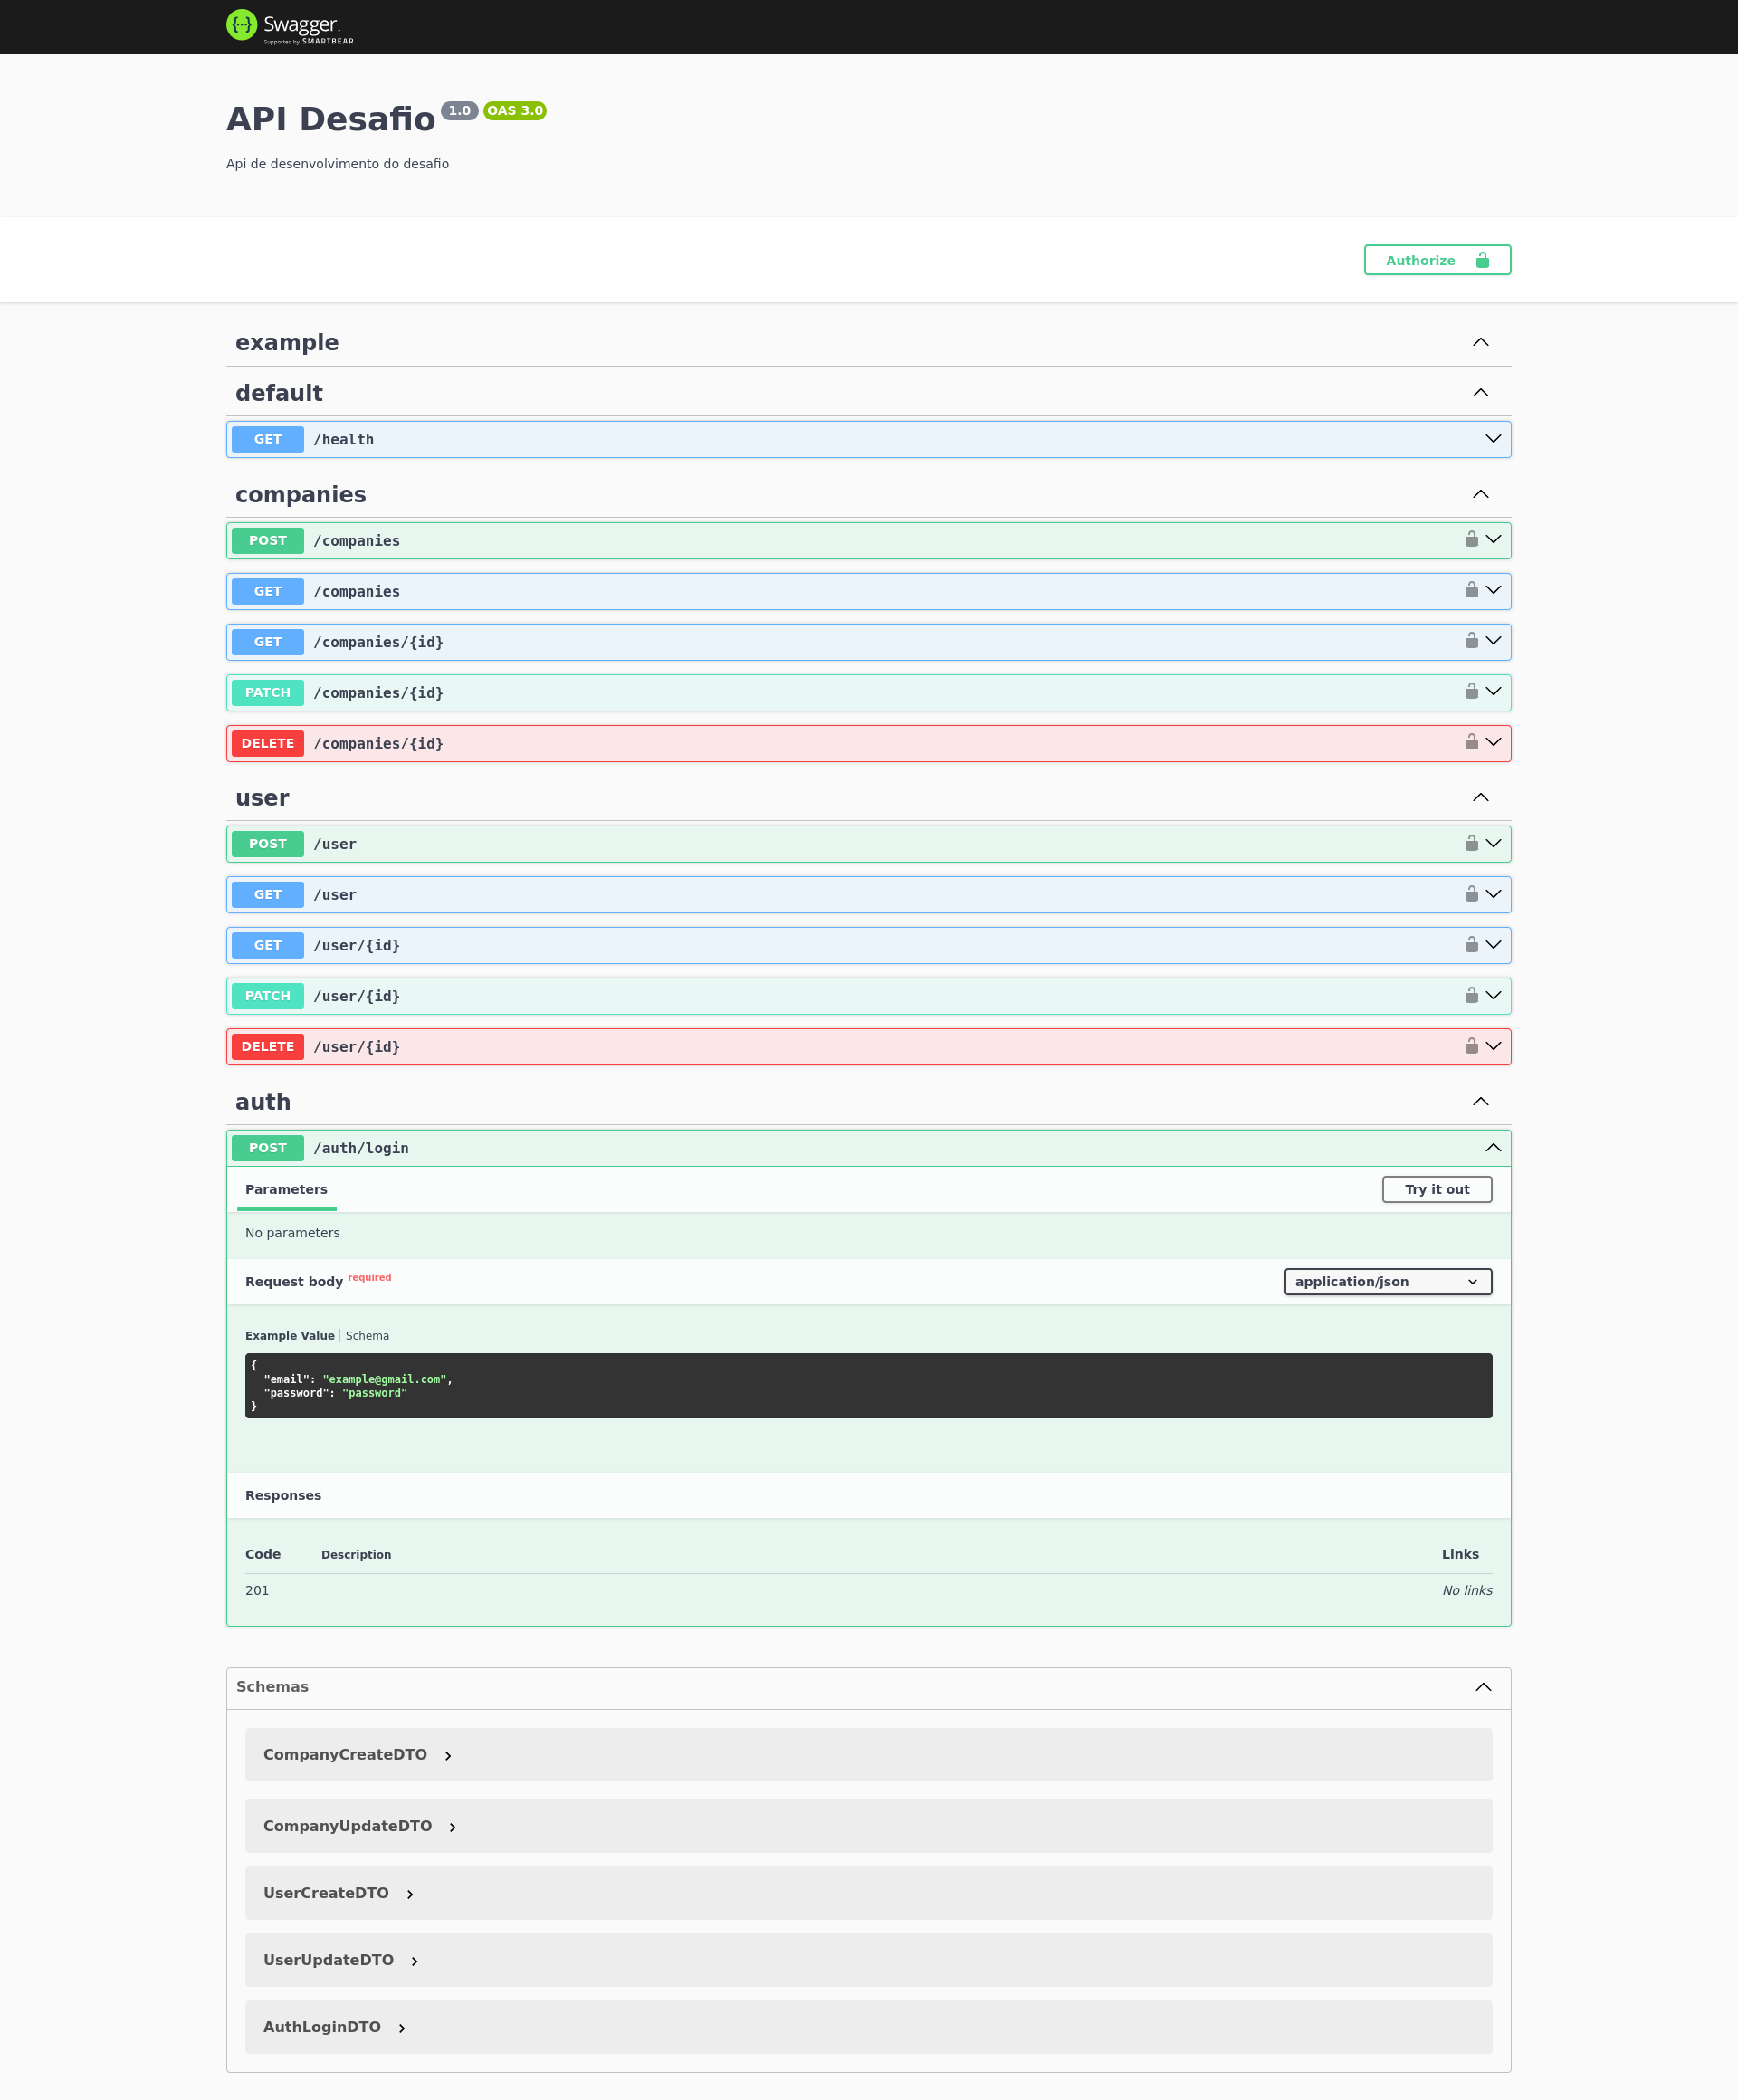 Swagger
Supported by SMARTBEAR
API Desafio 1.0 OAS 3.0
Api de desenvolvimento do desafio
Authorize
example
default
GET /health
companies
POST /companies
GET /companies
GET /companies/{id}
PATCH /companies/{id}
DELETE /companies/{id}
user
POST /user
GET /user
GET /user/{id}
PATCH /user/{id}
DELETE /user/{id}
auth
POST /auth/login
Parameters Try it out
No parameters
Request body required application/json
Example Value Schema
{
"email": "example@gmail.com",
"password": "password"
}
Responses
Code Description Links
201 No links
Schemas
CompanyCreateDTO
CompanyUpdateDTO
UserCreateDTO
UserUpdateDTO
AuthLoginDTO